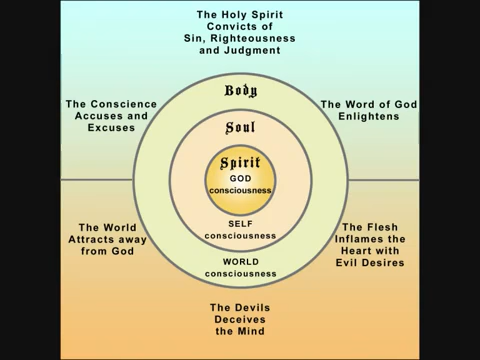 The Holy Spirit
Convicts of
Sin, Righteousness
and Judgment
Body
The Conscience
Accuses and
Excuses
The Word of God
Enlightens
Soul
Spirit
GOD
consciousness
SELF
consciousness
The World
Attracts away
from God
The Flesh
Inflames the
Heart with
Evil Desires
WORLD
consciousness
The Devils
Deceives
the Mind